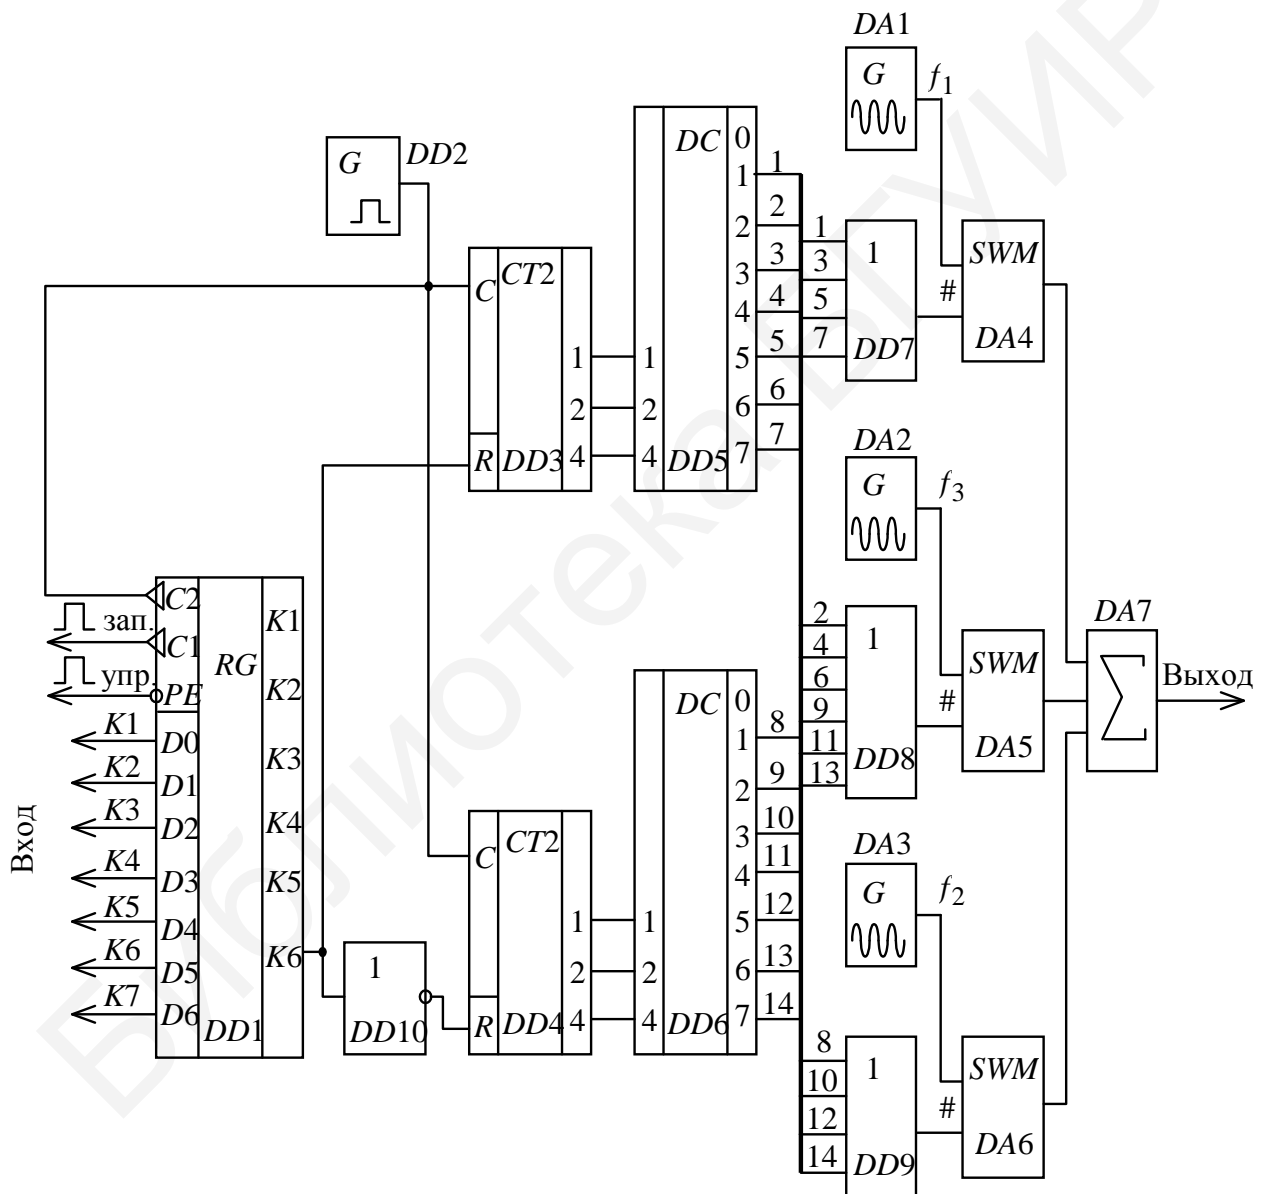 DA1
G
f1
DC
0
1
2
3
4
5
6
7
DD5
1
2
4
1
2
3
4
5
6
7
G
DD2
C
CT2
1
2
4
R
DD3
1
3
5
7
1
DD7
SWM
#
DA4
DA2
G
f3
C2
зап.
C1
упр.
PE
RG
K1
K2
K3
K4
K5
K6
DD1
Вход
K1
D0
K2
D1
K3
D2
K4
D3
K5
D4
K6
D5
K7
D6
1
DD10
C
CT2
1
2
4
R
DD4
DC
0
1
2
3
4
5
6
7
DD6
1
2
4
8
9
10
11
12
13
14
2
4
6
9
11
13
1
DD8
SWM
#
DA5
DA7
Σ
Выход
DA3
G
f2
8
10
12
14
1
DD9
SWM
#
DA6
Библиотека БГУИР